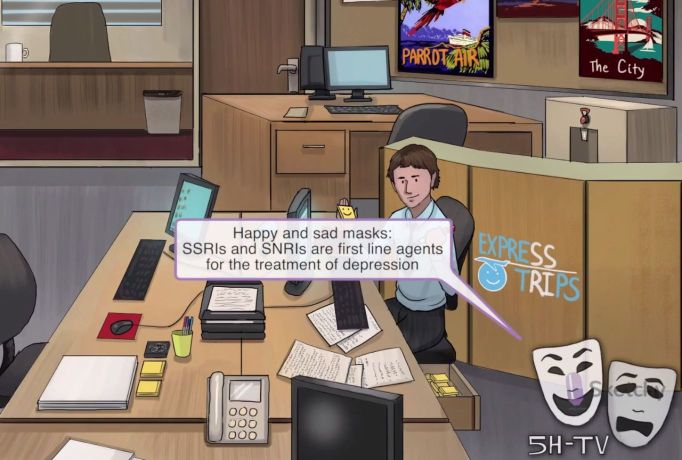 PARROT AIR
The City
Happy and sad masks:
SSRIs and SNRIs are first line agents
for the treatment of depression
EXPRESS
TRIPS
Sketchy
5H-TV